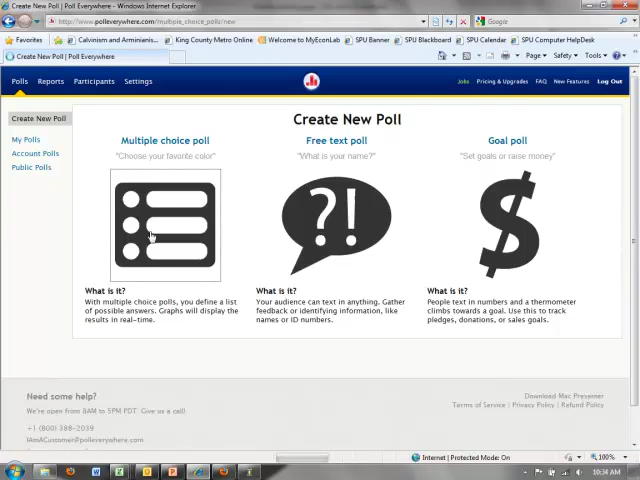 Create New Poll | Poll Everywhere - Windows Internet Explorer
http://www.polleverywhere.com/multiple_choice_polls/new
Google
Favorites
Calvinism and Arminianis...
King County Metro Online
Welcome to MyEconLab
SPU Banner
SPU Blackboard
SPU Calendar
SPU Computer HelpDesk
Create New Poll | Poll Everywhere
Page
Safety
Tools
Polls Reports Participants Settings
Jobs Pricing & Upgrades FAQ New Features Log Out
Create New Poll
My Polls
Account Polls
Public Polls
Create New Poll
Multiple choice poll
"Choose your favorite color"
What is it?
With multiple choice polls, you define a list
of possible answers. Graphs will display the
results in real-time.
Free text poll
"What is your name?"
?!
What is it?
Your audience can text in anything. Gather
feedback or identifying information, like
names or ID numbers.
Goal poll
"Set goals or raise money"
$
What is it?
People text in numbers and a thermometer
climbs towards a goal. Use this to track
pledges, donations, or sales goals.
Need some help?
We're open from 8AM to 5PM PDT. Give us a call!
+1 (800) 388-2039
IAmACustomer@polleverywhere.com
Download Mac Presenter
Terms of Service | Privacy Policy | Refund Policy
Internet | Protected Mode: On
100%
10:34 AM